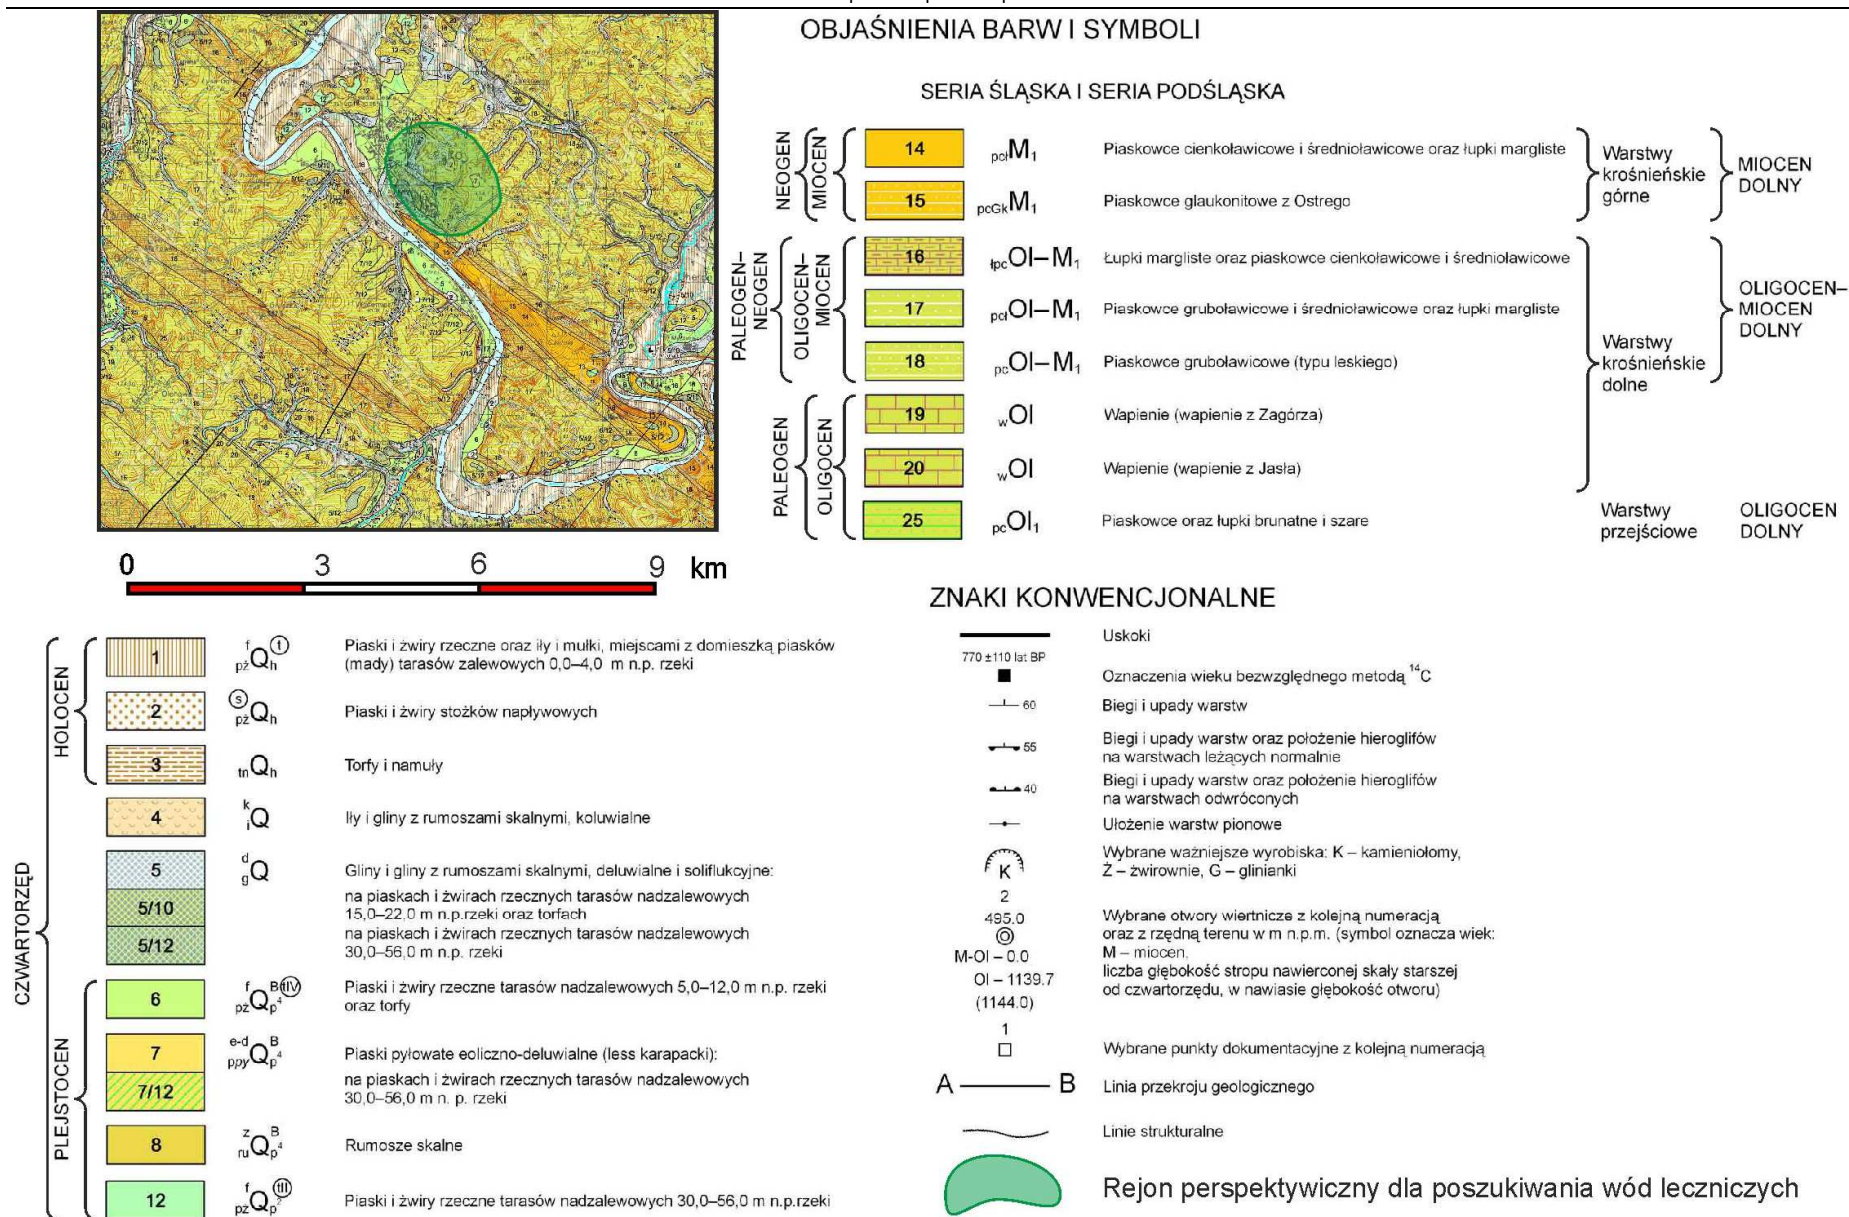 OBJAŚNIENIA BARW I SYMBOLI
SERIA ŚLĄSKA I SERIA PODŚLĄSKA
NEOGEN
MIOCEN
14 pcłM1 Piaskowce cienkoławicowe i średnioławicowe oraz łupki margliste
15 pcGkM1 Piaskowce glaukonitowe z Ostrego
Warstwy
krośnieńskie
górne
MIOCEN
DOLNY
PALEOGEN–
NEOGEN
OLIGOCEN–
MIOCEN
16 łpcOl–M1 Łupki margliste oraz piaskowce cienkoławicowe i średnioławicowe
17 pcłOl–M1 Piaskowce gruboławicowe i średnioławicowe oraz łupki margliste
18 pcOl–M1 Piaskowce gruboławicowe (typu leskiego)
OLIGOCEN–
MIOCEN
DOLNY
Warstwy
krośnieńskie
dolne
PALEOGEN
OLIGOCEN
19 wOl Wapienie (wapienie z Zagórza)
20 wOl Wapienie (wapienie z Jasła)
25 pcOl1 Piaskowce oraz łupki brunatne i szare
Warstwy
przejściowe
OLIGOCEN
DOLNY
0 3 6 9 km
CZWARTORZĘD
HOLOCEN
1 f pż Q h t Piaski i żwiry rzeczne oraz iły i mułki, miejscami z domieszką piasków
(mady) tarasów zalewowych 0,0–4,0 m n.p. rzeki
2 s pż Q h Piaski i żwiry stożków napływowych
3 tn Q h Torfy i namuły
4 k i Q Iły i gliny z rumoszami skalnymi, koluwialne
5 d g Q Gliny i gliny z rumoszami skalnymi, deluwialne i soliflukcyjne:
5/10 na piaskach i żwirach rzecznych tarasów nadzalewowych
15,0–22,0 m n.p.rzeki oraz torfach
5/12 na piaskach i żwirach rzecznych tarasów nadzalewowych
30,0–56,0 m n.p. rzeki
PLEJSTOCEN
6 f pż Q p4 B tIV Piaski i żwiry rzeczne tarasów nadzalewowych 5,0–12,0 m n.p. rzeki
oraz torfy
7 e-d ppy Q p4 B Piaski pyłowate eoliczno-deluwialne (less karapacki):
7/12 na piaskach i żwirach rzecznych tarasów nadzalewowych
30,0–56,0 m n. p. rzeki
8 z ru Q p4 B Rumosze skalne
12 f pż Q p2 tII Piaski i żwiry rzeczne tarasów nadzalewowych 30,0–56,0 m n.p.rzeki
ZNAKI KONWENCJONALNE
Uskoki
770 ±110 lat BP
Oznaczenia wieku bezwzględnego metodą 14C
60 Biegi i upady warstw
55 Biegi i upady warstw oraz położenie hieroglifów
na warstwach leżących normalnie
40 Biegi i upady warstw oraz położenie hieroglifów
na warstwach odwróconych
Ułożenie warstw pionowe
K Wybrane ważniejsze wyrobiska: K – kamieniołomy,
Ż – żwirownie, G – glinianki
2
495.0
M-Ol – 0.0
Ol – 1139.7
(1144.0)
Wybrane otwory wiertnicze z kolejną numeracją
oraz z rzędną terenu w m n.p.m. (symbol oznacza wiek:
M – miocen,
liczba głębokość stropu nawierconej skały starszej
od czwartorzędu, w nawiasie głębokość otworu)
1
Wybrane punkty dokumentacyjne z kolejną numeracją
A B Linia przekroju geologicznego
Linie strukturalne
Rejon perspektywiczny dla poszukiwania wód leczniczych